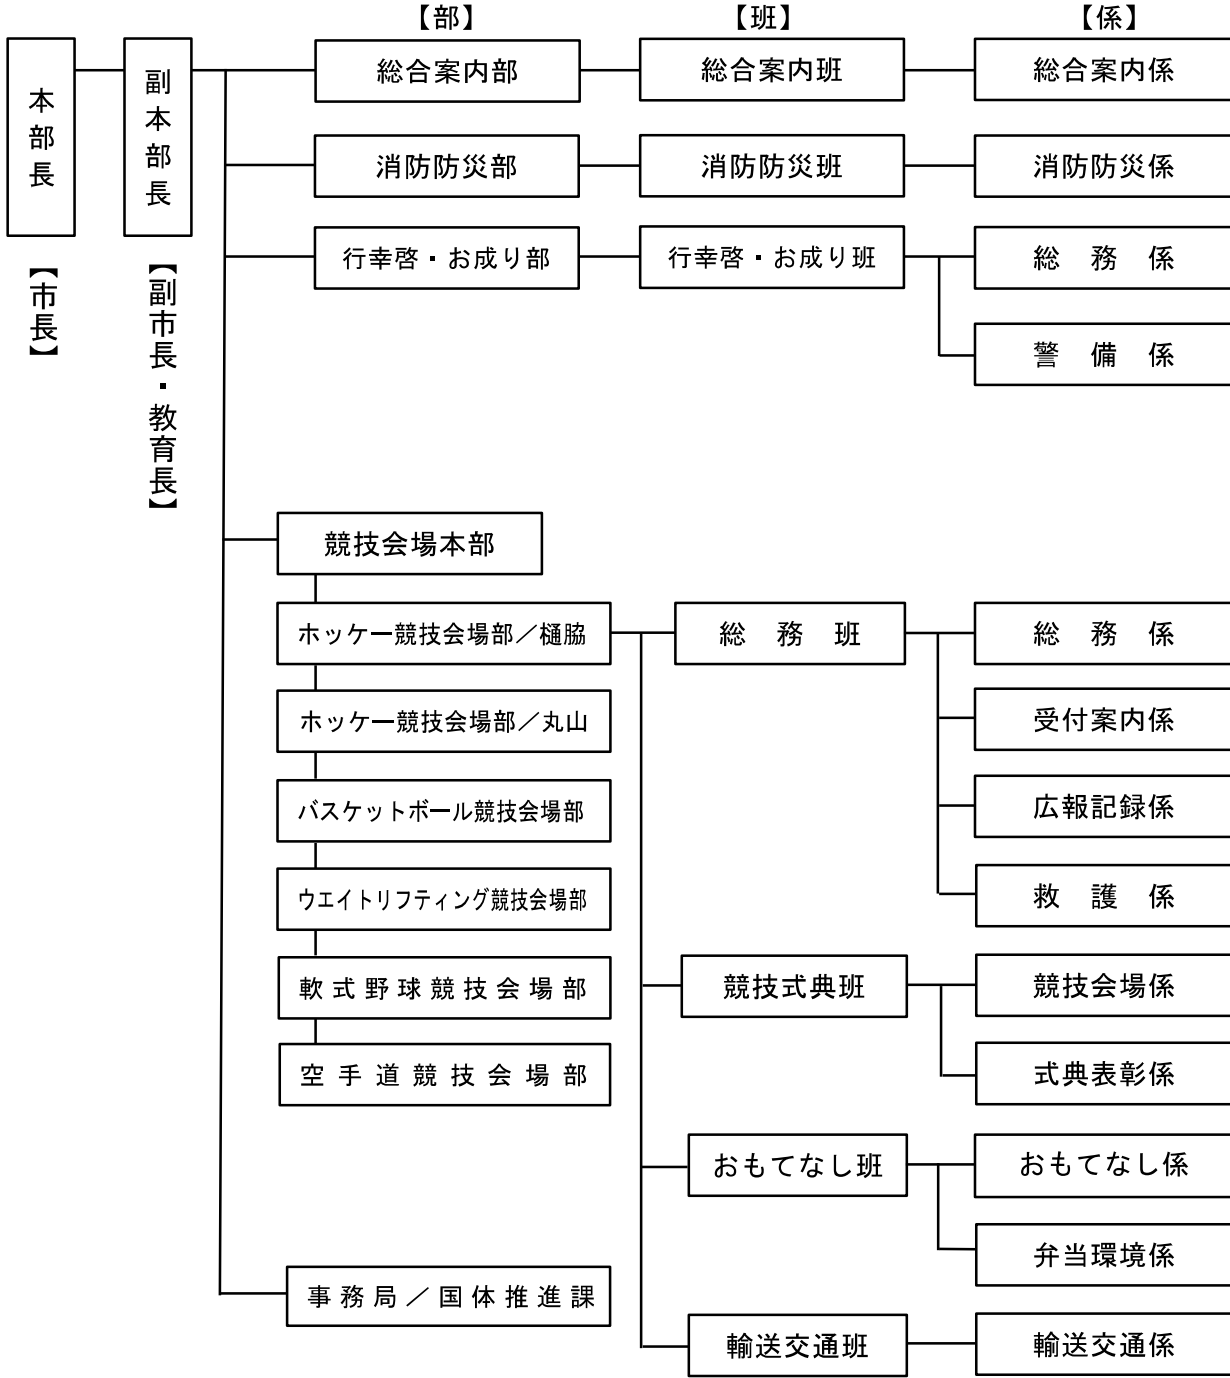 【部】
【班】
【係】
本部長
【市長】
副本部長
【副市長・教育長】
総合案内部
総合案内班
総合案内係
消防防災部
消防防災班
消防防災係
行幸啓・お成り部
行幸啓・お成り班
総務係
警備係
競技会場本部
ホッケー競技会場部／樋脇
ホッケー競技会場部／丸山
バスケットボール競技会場部
ウエイトリフティング競技会場部
軟式野球競技会場部
空手道競技会場部
総務班
総務係
受付案内係
広報記録係
救護係
競技式典班
競技会場係
式典表彰係
おもてなし班
おもてなし係
弁当環境係
輸送交通班
輸送交通係
事務局／国体推進課